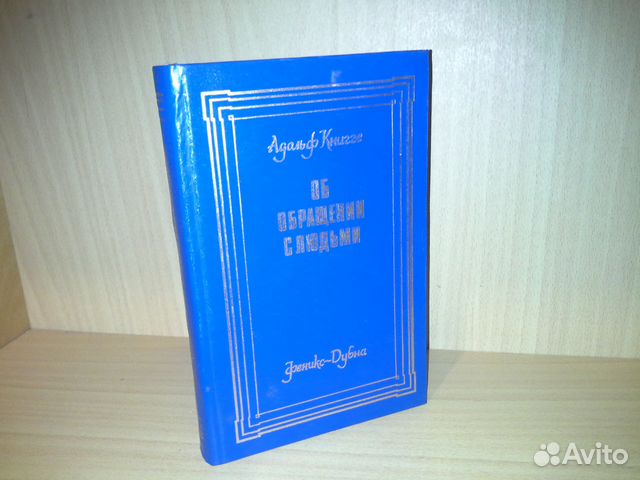 Адольф Книгге
ОБ
ОБРАЩЕНИИ
С ЛЮДЬМИ
Феникс-Дубна
Avito